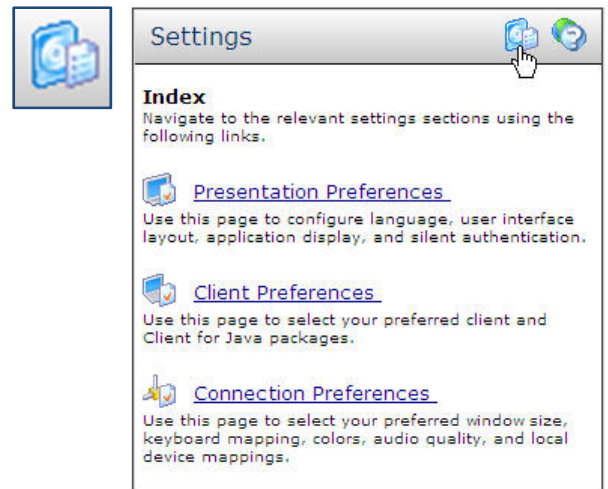 Settings
Index
Navigate to the relevant settings sections using the
following links.
Presentation Preferences
Use this page to configure language, user interface
layout, application display, and silent authentication.
Client Preferences
Use this page to select your preferred client and
Client for Java packages.
Connection Preferences
Use this page to select your preferred window size,
keyboard mapping, colors, audio quality, and local
device mappings.